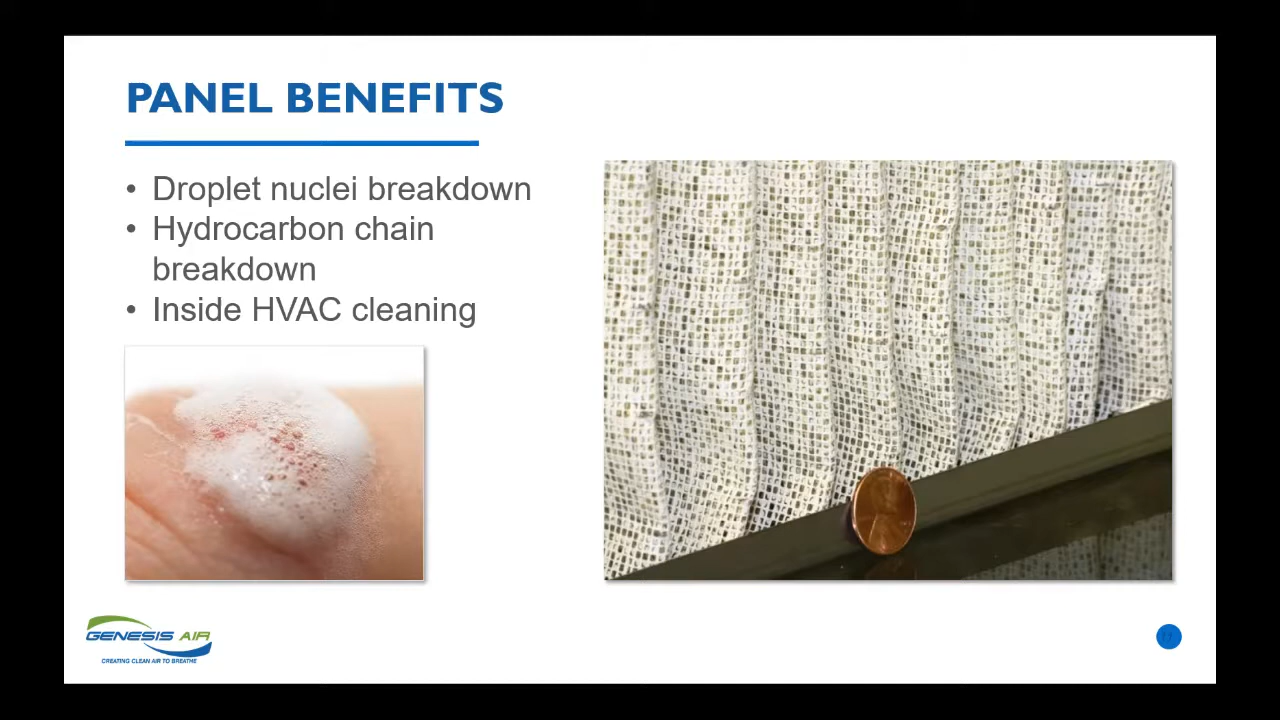 PANEL BENEFITS
• Droplet nuclei breakdown
• Hydrocarbon chain
breakdown
• Inside HVAC cleaning
GENESIS AIR
CREATING CLEAN AIR TO BREATHE